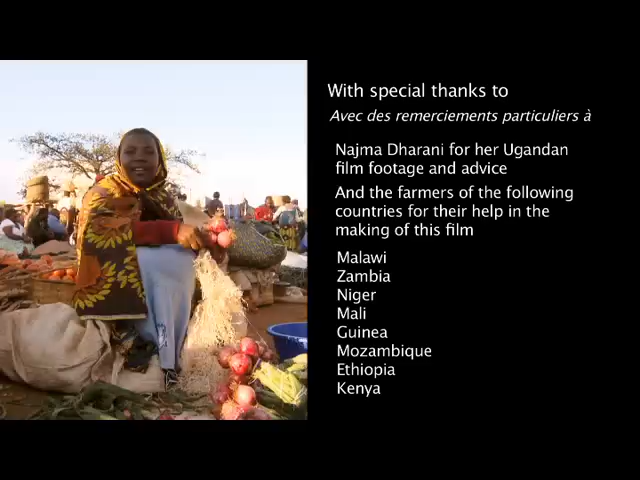 With special thanks to
Avec des remerciements particuliers à
Najma Dharani for her Ugandan
film footage and advice
And the farmers of the following
countries for their help in the
making of this film
Malawi
Zambia
Niger
Mali
Guinea
Mozambique
Ethiopia
Kenya